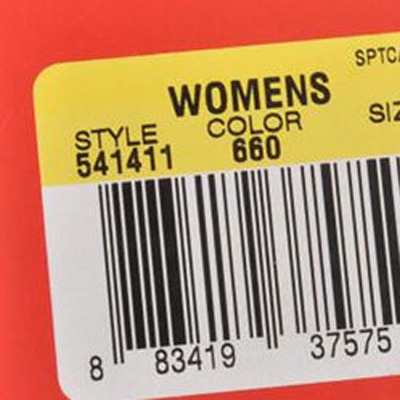 SPTCA
WOMENS
STYLE COLOR SIZ
541411 660
8 83419 37575